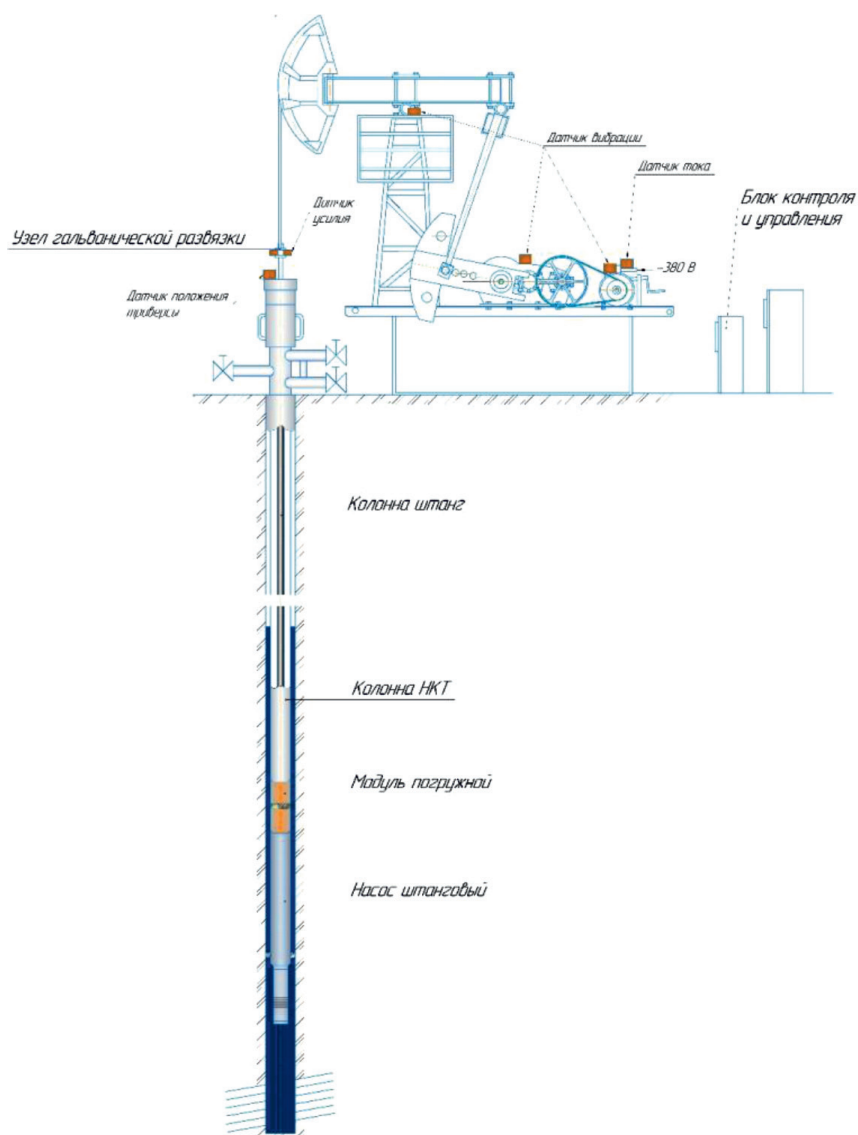 Датчик вибрации
Датчик тока
Блок контроля
и управления
Датчик
усилия
Узел гальванической развязки
~380 В
Датчик положения
траверсы
Колонна штанг
Колонна НКТ
Модуль погружной
Насос штанговый